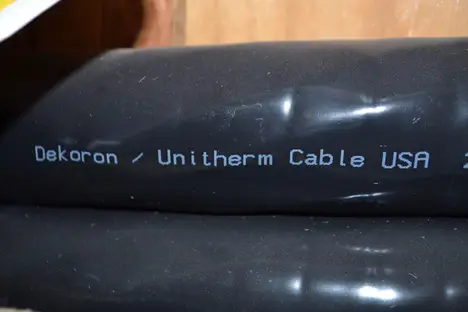 Dekoron / Unitherm Cable USA